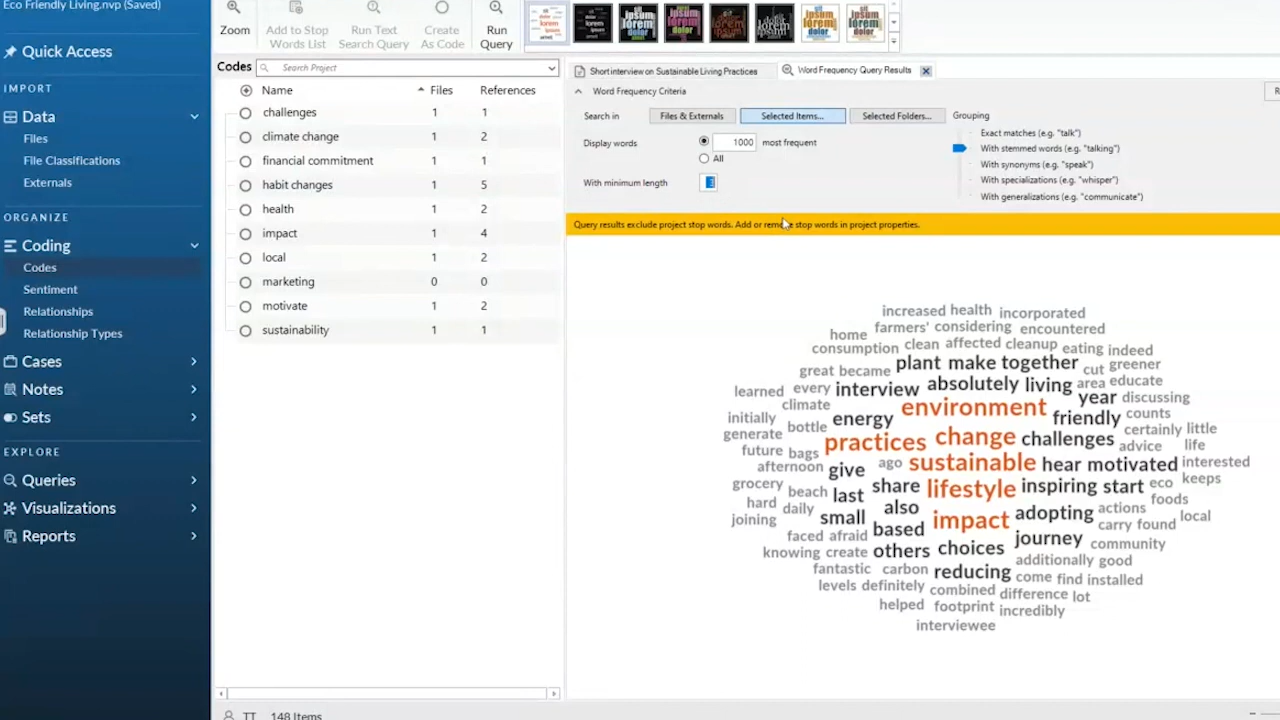 Eco Friendly Living.nvp (Saved)
Quick Access
IMPORT
Data
Files
File Classifications
Externals
ORGANIZE
Coding
Codes
Sentiment
Relationships
Relationship Types
Cases
Notes
Sets
EXPLORE
Queries
Visualizations
Reports
Zoom
Add to Stop
Words List
Run Text
Search Query
Create
As Code
Run
Query
Codes
Search Project
Name Files References
challenges 1 1
climate change 1 2
financial commitment 1 1
habit changes 1 5
health 1 2
impact 1 4
local 1 2
marketing 0 0
motivate 1 2
sustainability 1 1
Short interview on Sustainable Living Practices
Word Frequency Query Results
Word Frequency Criteria
Search in Files & Externals Selected Items... Selected Folders... Grouping
Display words 1000 most frequent
All
With minimum length
Exact matches (e.g. "talk")
With stemmed words (e.g. "talking)
With synonyms (e.g. "speak")
With specializations (e.g. "whisper")
With generalizations (e.g. "communicate")
Query results exclude project stop words. Add or remove stop words in project properties.
increased health incorporated
home farmers' considering encountered
consumption clean affected cleanup eating indeed
great became plant make together cut greener
learned every interview absolutely living area educate
climate environment year discussing
initially bottle energy friendly counts
generate practices change challenges certainly little
future bags advice life
afternoon give ago sustainable hear motivated interested
grocery beach share lifestyle inspiring start eco keeps
hard daily last also foods
joining small impact adopting actions local
faced afraid based carry found
knowing create others choices journey community
fantastic carbon reducing additionally good
levels definitely combined come find installed
helped footprint difference lot
incredibly
interviewee
TT 148 Items